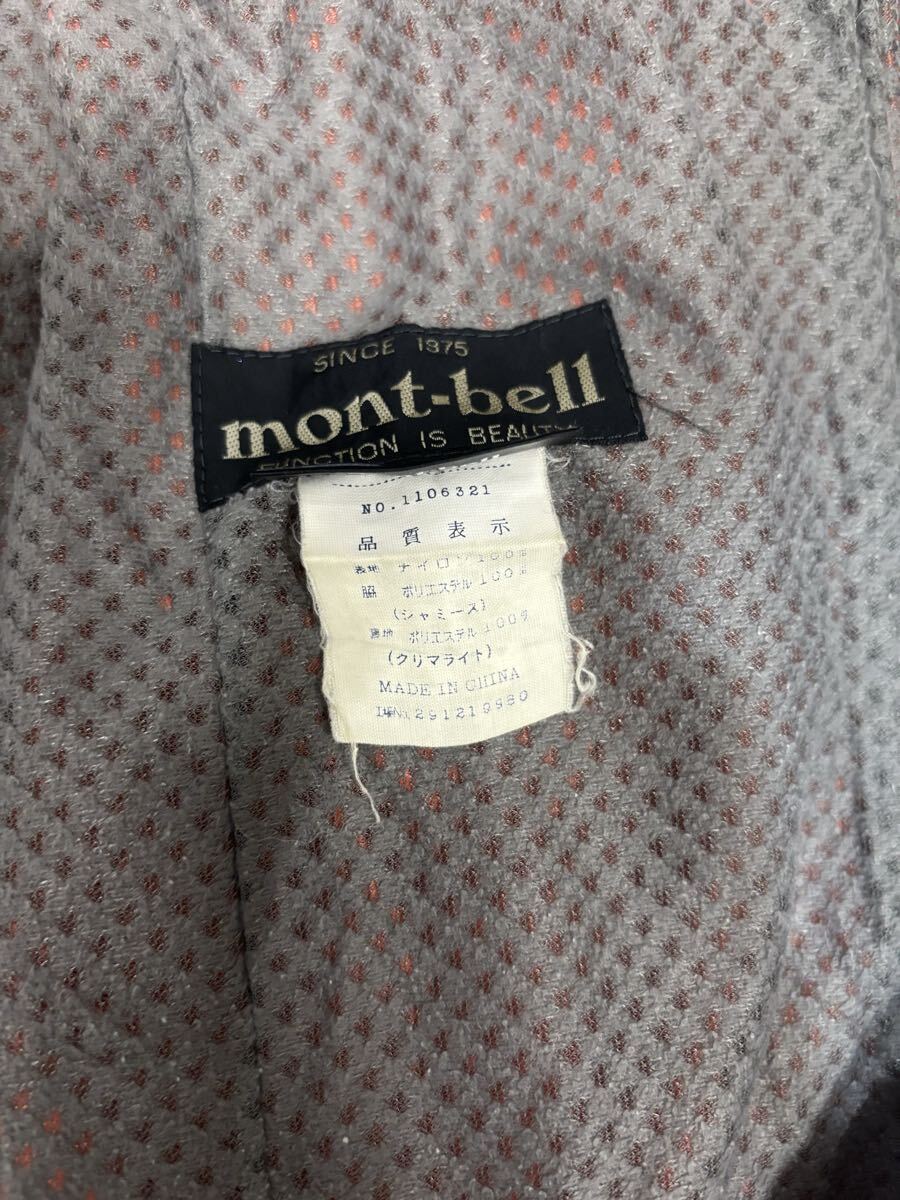 SINCE 1975
mont-bell
FUNCTION IS BEAUTY
NO.1106321
品質表示
表地 ナイロン100%
脇 ポリエステル100%
(シャミース)
裏地 ポリエステル100%
(クリマライト)
MADE IN CHINA
291219980